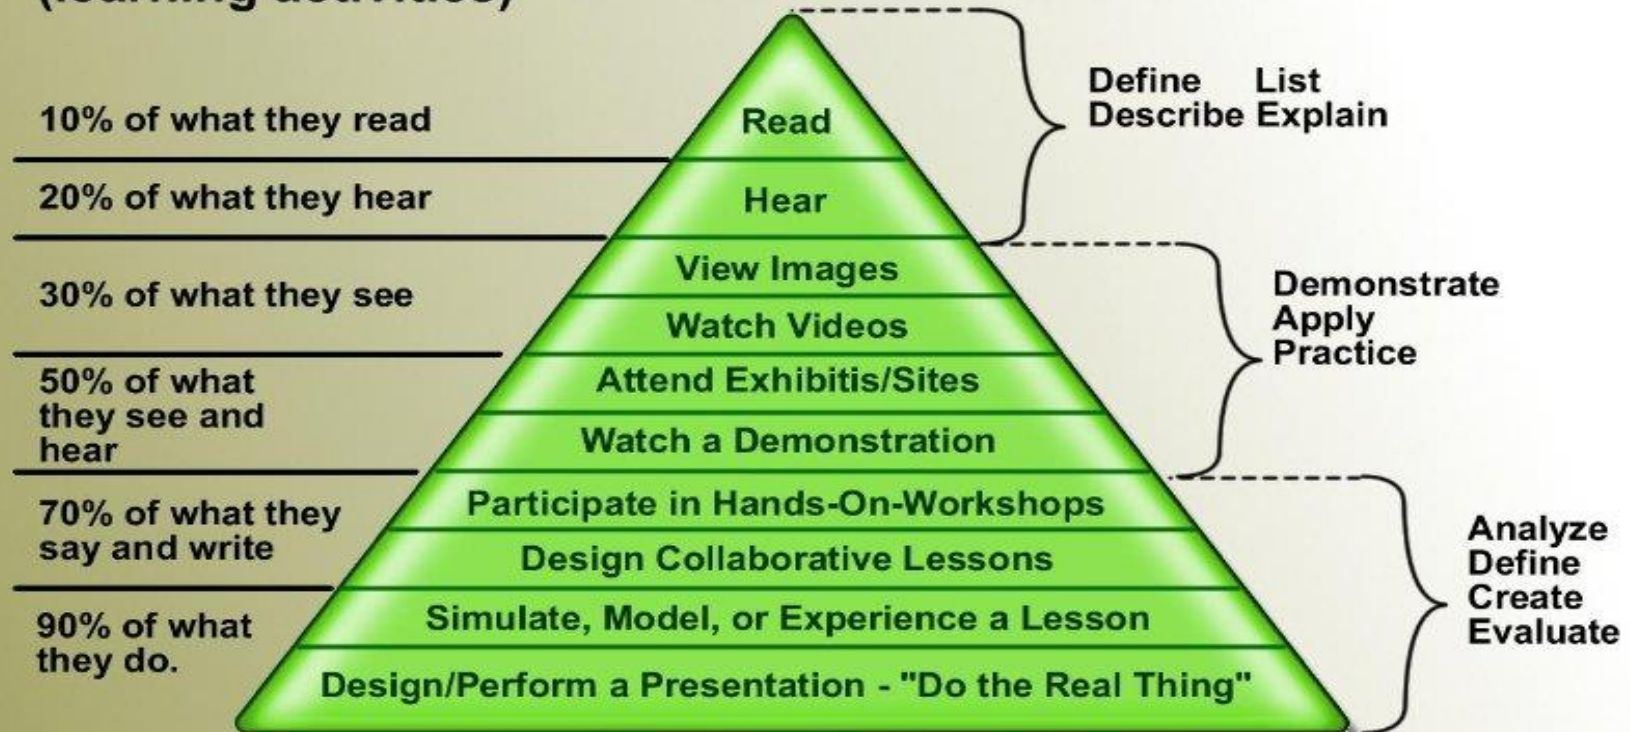 (learning activities)
10% of what they read
20% of what they hear
30% of what they see
50% of what
they see and
hear
70% of what they
say and write
90% of what
they do.
Read
Hear
View Images
Watch Videos
Attend Exhibitis/Sites
Watch a Demonstration
Participate in Hands-On-Workshops
Design Collaborative Lessons
Simulate, Model, or Experience a Lesson
Design/Perform a Presentation - "Do the Real Thing"
Define List
Describe Explain
Demonstrate
Apply
Practice
Analyze
Define
Create
Evaluate